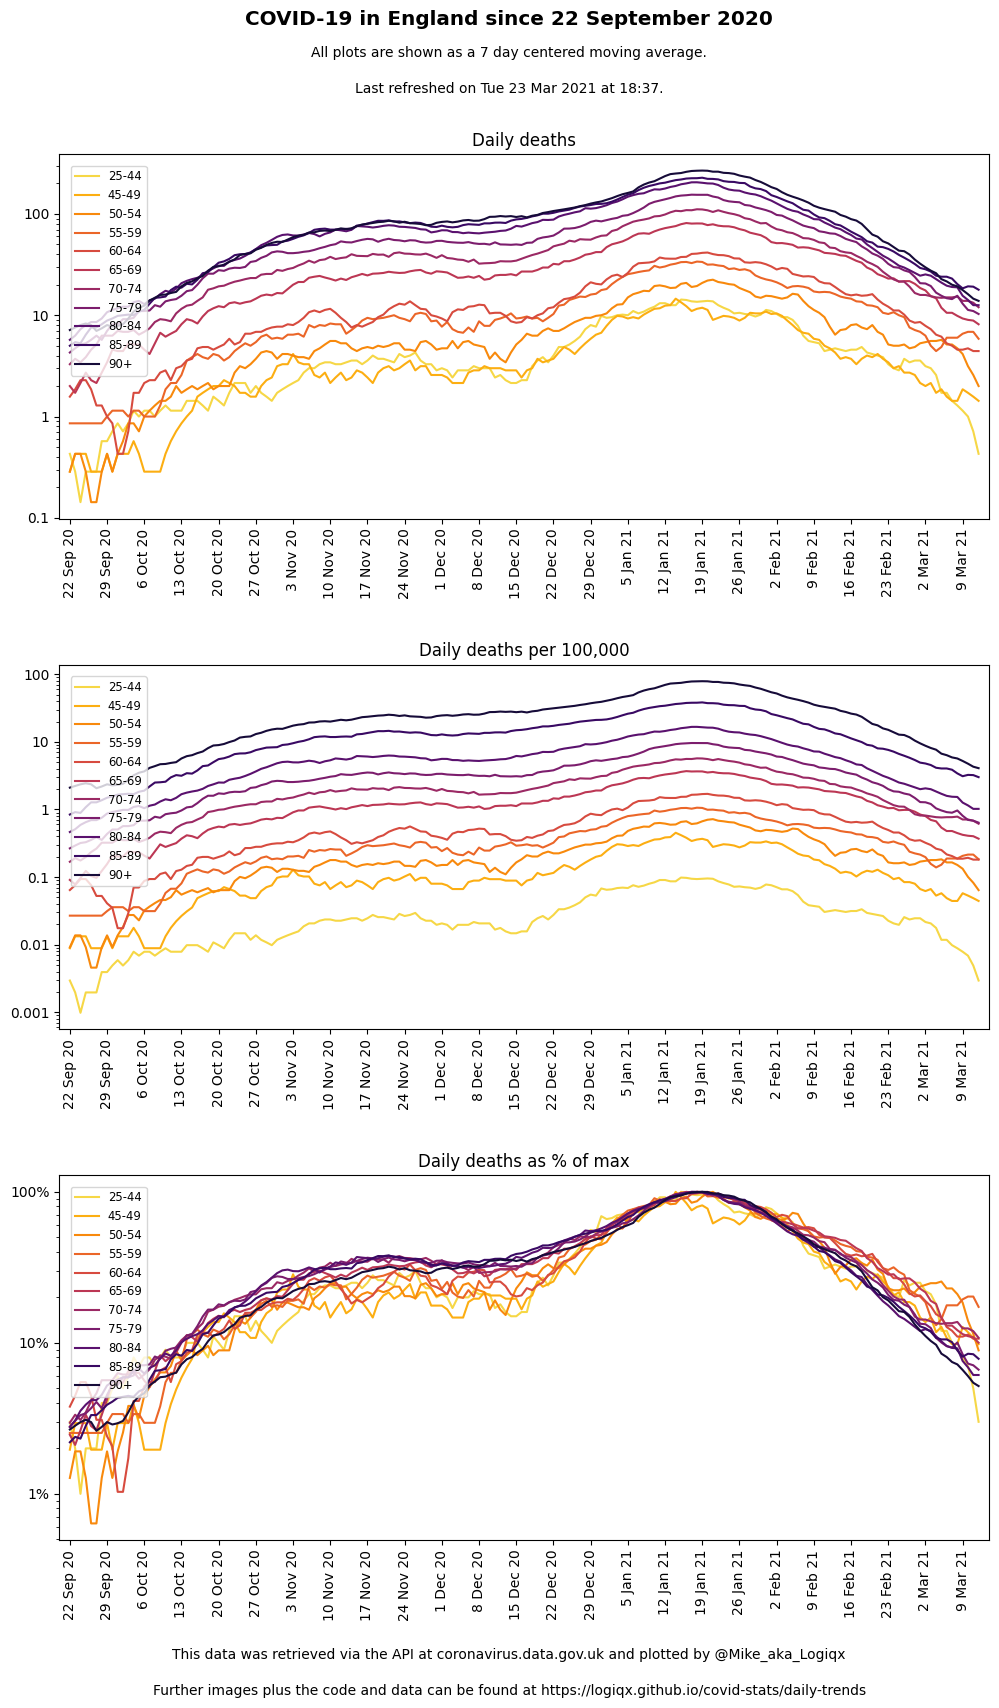 COVID-19 in England since 22 September 2020
All plots are shown as a 7 day centered moving average.
Last refreshed on Tue 23 Mar 2021 at 18:37.
Daily deaths
100
10
1
0.1
25-44
45-49
50-54
55-59
60-64
65-69
70-74
75-79
80-84
85-89
90+
22 Sep 20
29 Sep 20
6 Oct 20
13 Oct 20
20 Oct 20
27 Oct 20
3 Nov 20
10 Nov 20
17 Nov 20
24 Nov 20
1 Dec 20
8 Dec 20
15 Dec 20
22 Dec 20
29 Dec 20
5 Jan 21
12 Jan 21
19 Jan 21
26 Jan 21
2 Feb 21
9 Feb 21
16 Feb 21
23 Feb 21
2 Mar 21
9 Mar 21
Daily deaths per 100,000
100
10
1
0.1
0.01
0.001
25-44
45-49
50-54
55-59
60-64
65-69
70-74
75-79
80-84
85-89
90+
22 Sep 20
29 Sep 20
6 Oct 20
13 Oct 20
20 Oct 20
27 Oct 20
3 Nov 20
10 Nov 20
17 Nov 20
24 Nov 20
1 Dec 20
8 Dec 20
15 Dec 20
22 Dec 20
29 Dec 20
5 Jan 21
12 Jan 21
19 Jan 21
26 Jan 21
2 Feb 21
9 Feb 21
16 Feb 21
23 Feb 21
2 Mar 21
9 Mar 21
Daily deaths as % of max
100%
10%
1%
25-44
45-49
50-54
55-59
60-64
65-69
70-74
75-79
80-84
85-89
90+
22 Sep 20
29 Sep 20
6 Oct 20
13 Oct 20
20 Oct 20
27 Oct 20
3 Nov 20
10 Nov 20
17 Nov 20
24 Nov 20
1 Dec 20
8 Dec 20
15 Dec 20
22 Dec 20
29 Dec 20
5 Jan 21
12 Jan 21
19 Jan 21
26 Jan 21
2 Feb 21
9 Feb 21
16 Feb 21
23 Feb 21
2 Mar 21
9 Mar 21
This data was retrieved via the API at coronavirus.data.gov.uk and plotted by @Mike_aka_Logiqx
Further images plus the code and data can be found at https://logiqx.github.io/covid-stats/daily-trends